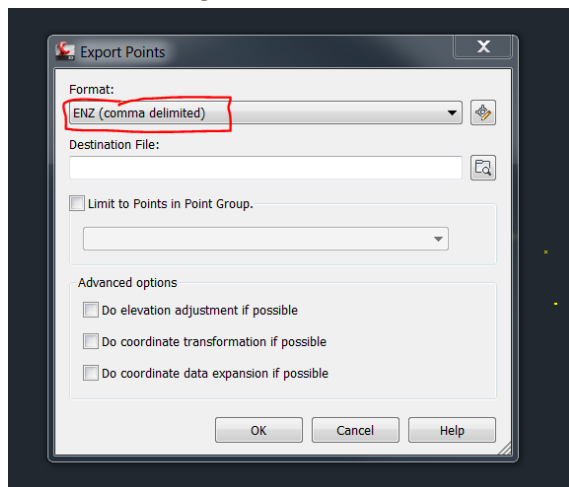 Export Points
X
Format:
ENZ (comma delimited)
Destination File:
Limit to Points in Point Group.
Advanced options
Do elevation adjustment if possible
Do coordinate transformation if possible
Do coordinate data expansion if possible
OK Cancel Help